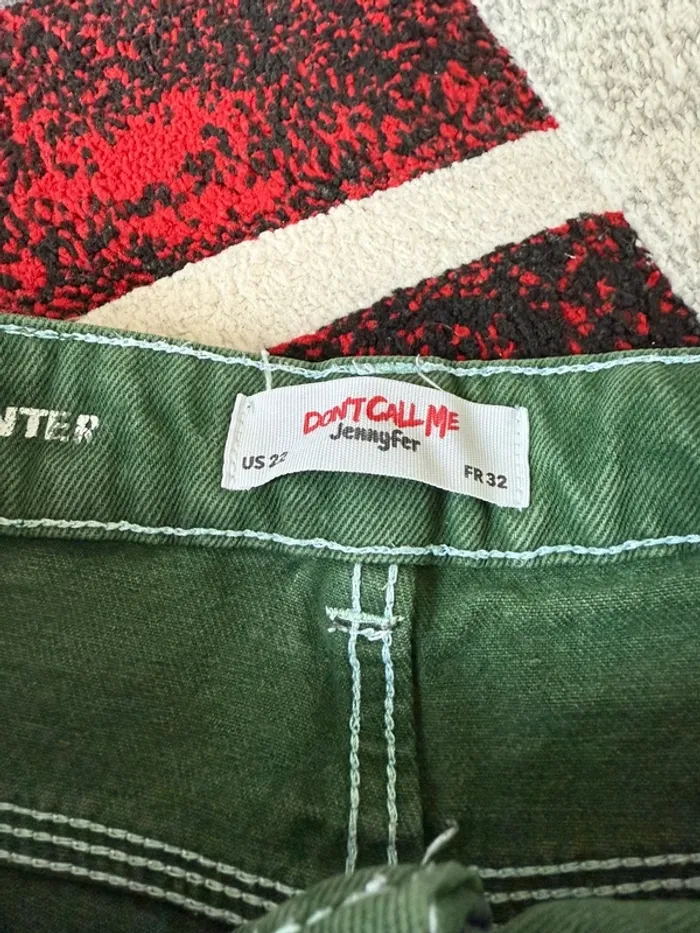 NTER
DON'T CALL ME
Jennyfer
US 22
FR 32